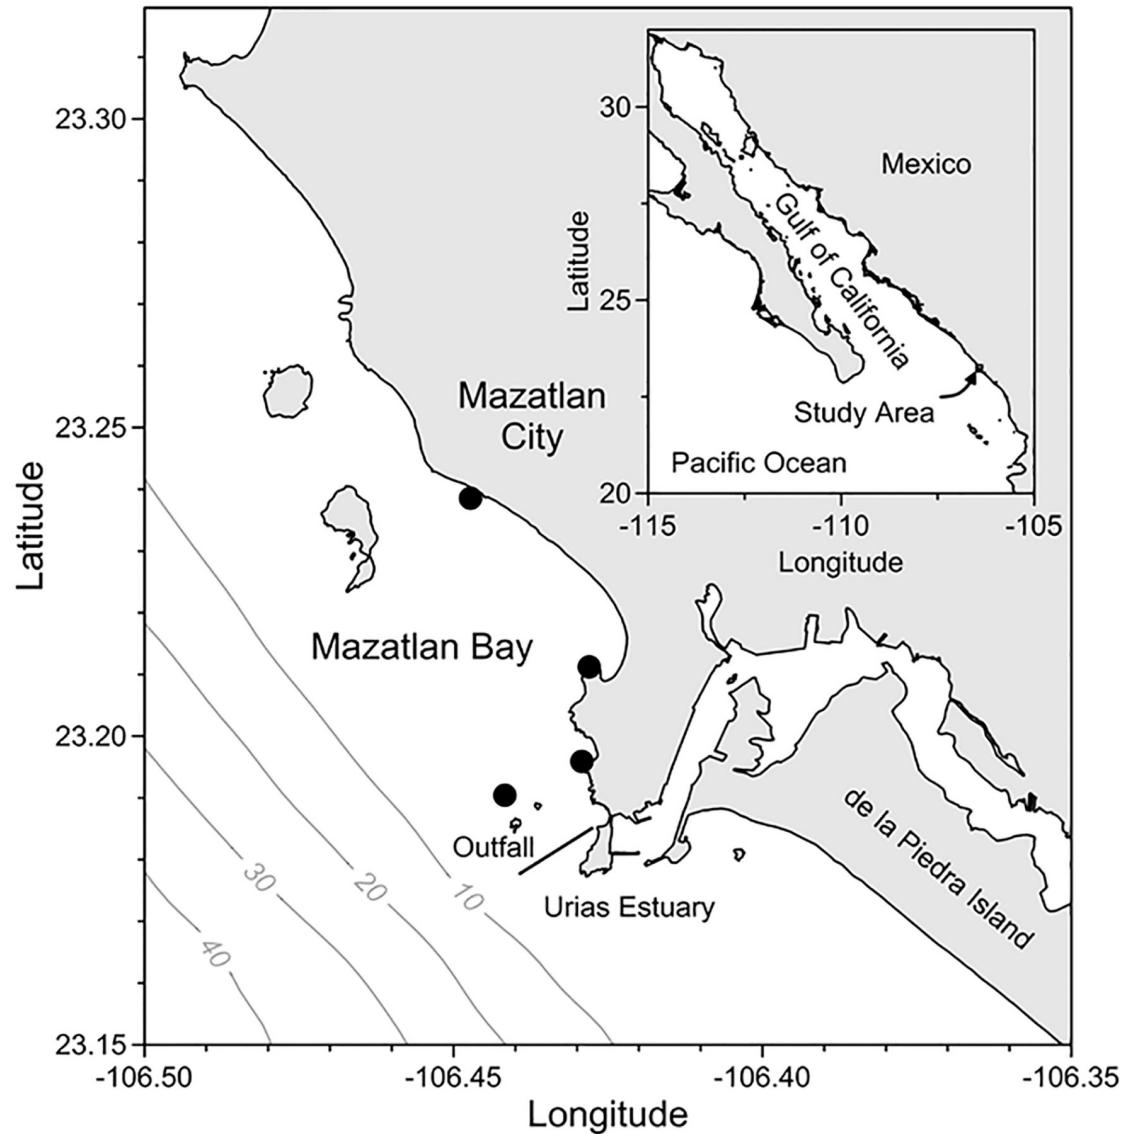 23.30
30
Mexico
Gulf of California
Latitude
25
Mazatlan
City
Study Area
23.25
Pacific Ocean
20
-115
-110
-105
Longitude
Latitude
Mazatlan Bay
23.20
de la Piedra Island
Outfall
Urias Estuary
10
20
30
40
23.15
-106.50
-106.45
-106.40
-106.35
Longitude